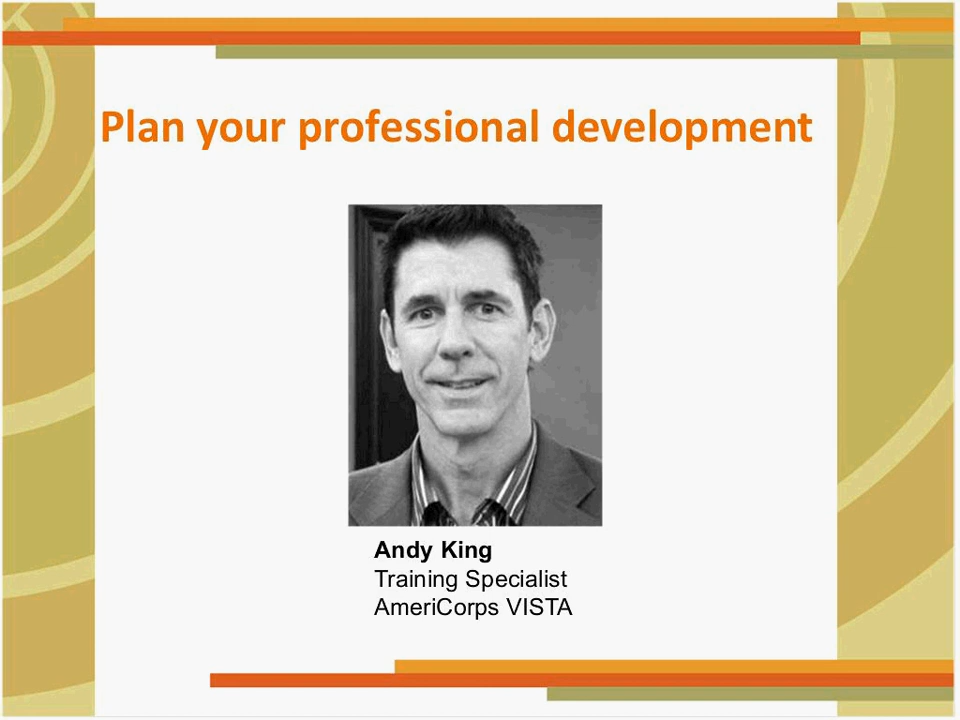 Plan your professional development
Andy King
Training Specialist
AmeriCorps VISTA